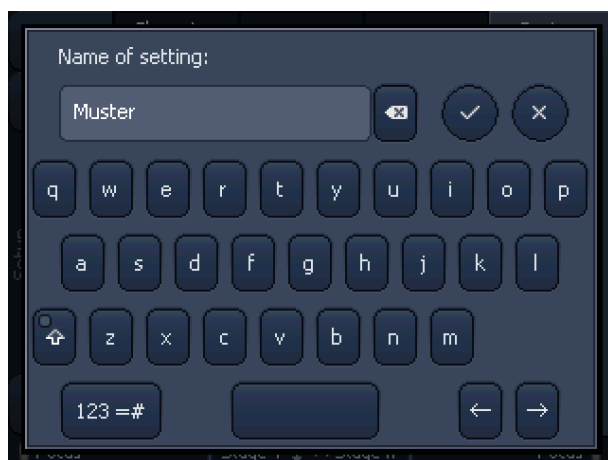 Name of setting:
Muster
q w e r t y u i o p
a s d f g h j k l
z x c v b n m
123 =#